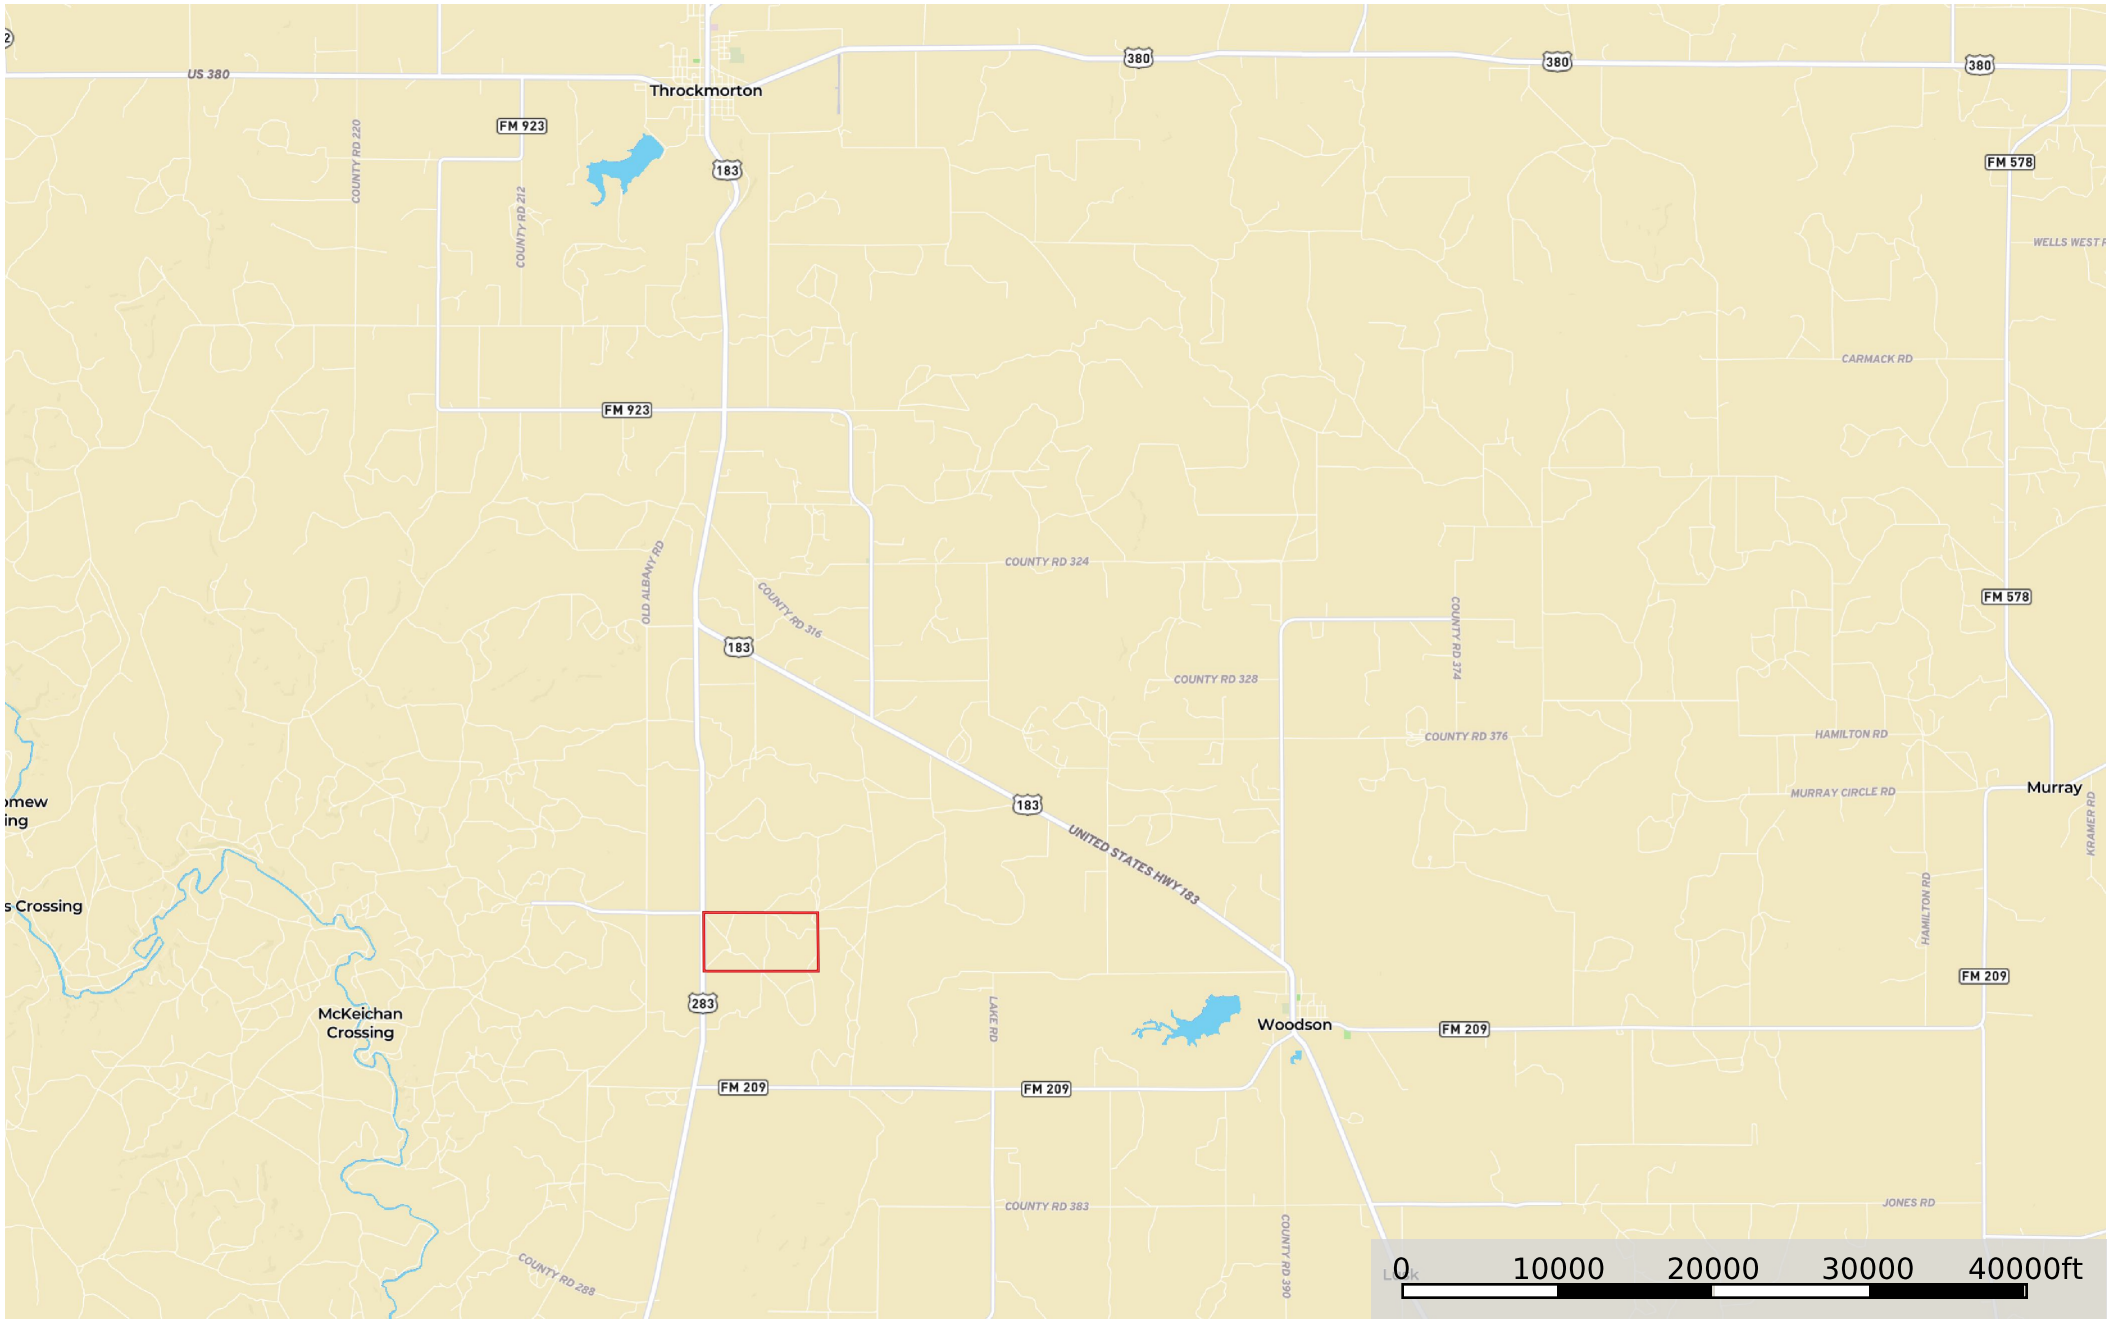 2
US 380
380
380
380
Throckmorton
FM 923
COUNTY RD 220
FM 578
183
COUNTY RD 212
WELLS WEST R
CARMACK RD
FM 923
COUNTY RD 324
OLD ALBANY RD
COUNTY RD 316
FM 578
COUNTY RD 374
183
COUNTY RD 328
COUNTY RD 376
HAMILTON RD
Murray
MURRAY CIRCLE RD
omew
ing
183
KRAMER RD
UNITED STATES HWY 183
s Crossing
HAMILTON RD
FM 209
283
McKeichan
Crossing
LAKE RD
Woodson
FM 209
FM 209
FM 209
COUNTY RD 383
JONES RD
COUNTY RD 390
COUNTY RD 288
0 10000 20000 30000 40000ft